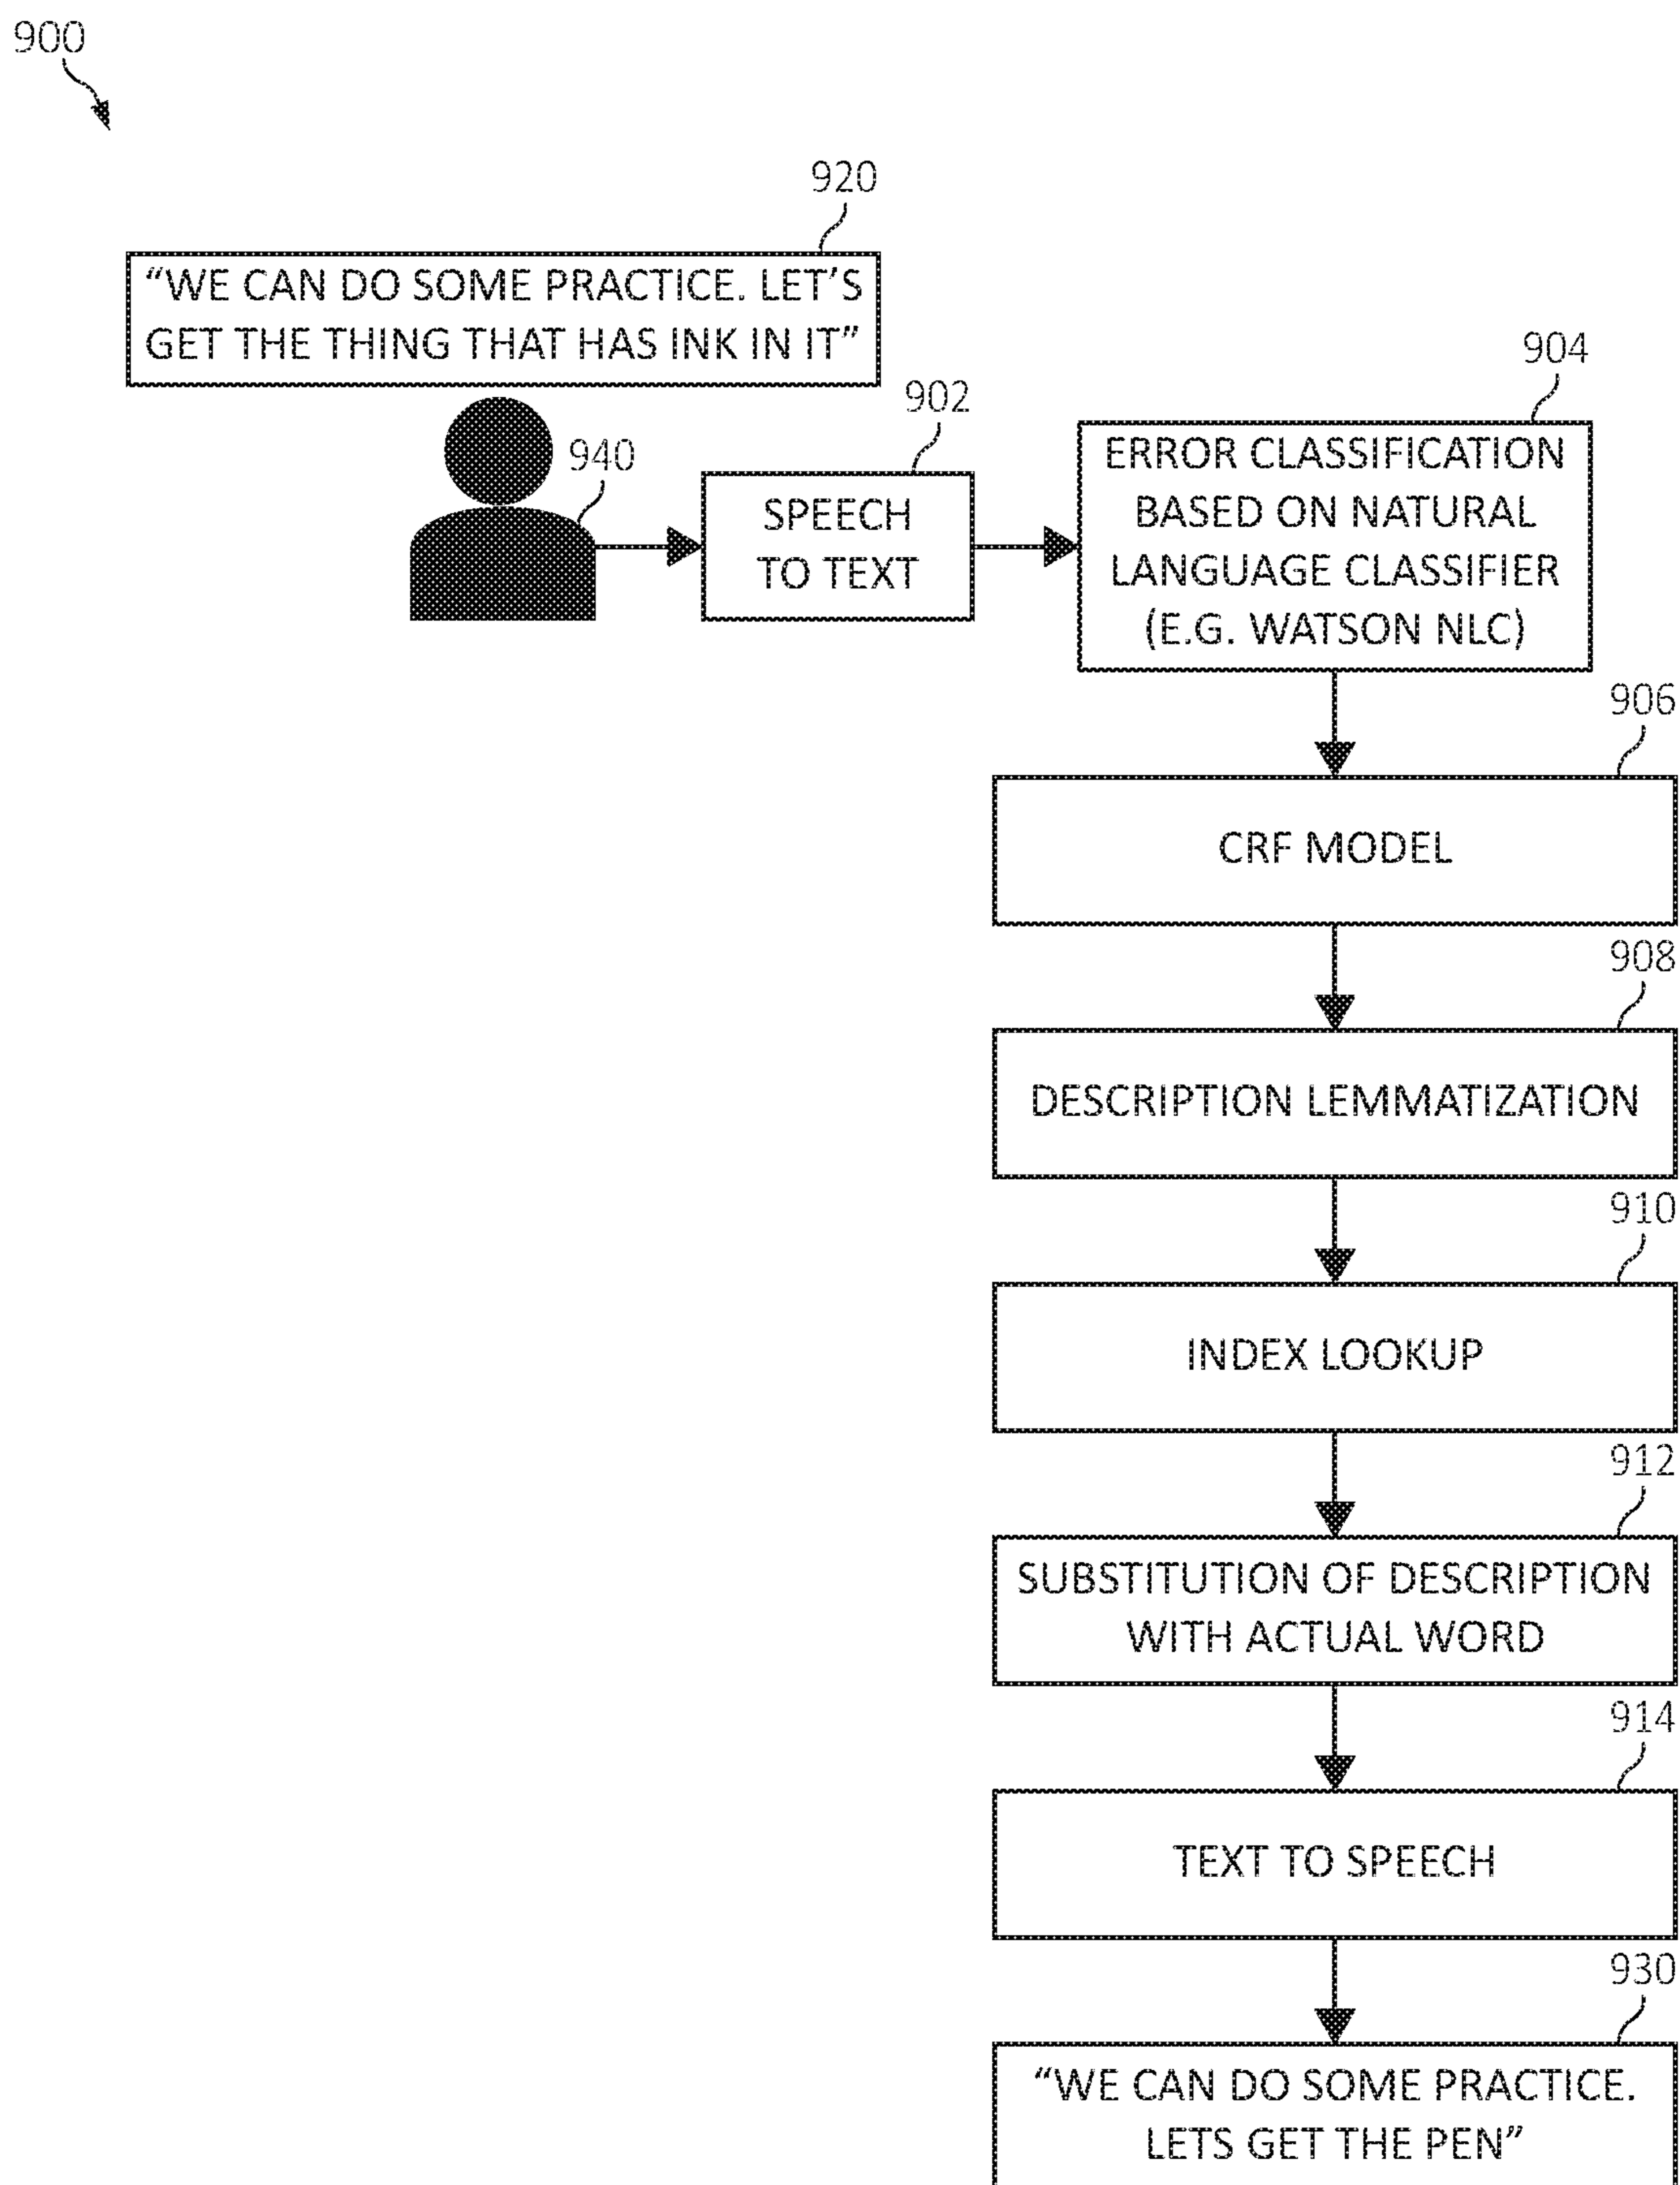 900
920
“WE CAN DO SOME PRACTICE. LET’S
GET THE THING THAT HAS INK IN IT”
940
902
SPEECH
TO TEXT
904
ERROR CLASSIFICATION
BASED ON NATURAL
LANGUAGE CLASSIFIER
(E.G. WATSON NLC)
906
CRF MODEL
908
DESCRIPTION LEMMATIZATION
910
INDEX LOOKUP
912
SUBSTITUTION OF DESCRIPTION
WITH ACTUAL WORD
914
TEXT TO SPEECH
930
“WE CAN DO SOME PRACTICE.
LETS GET THE PEN”